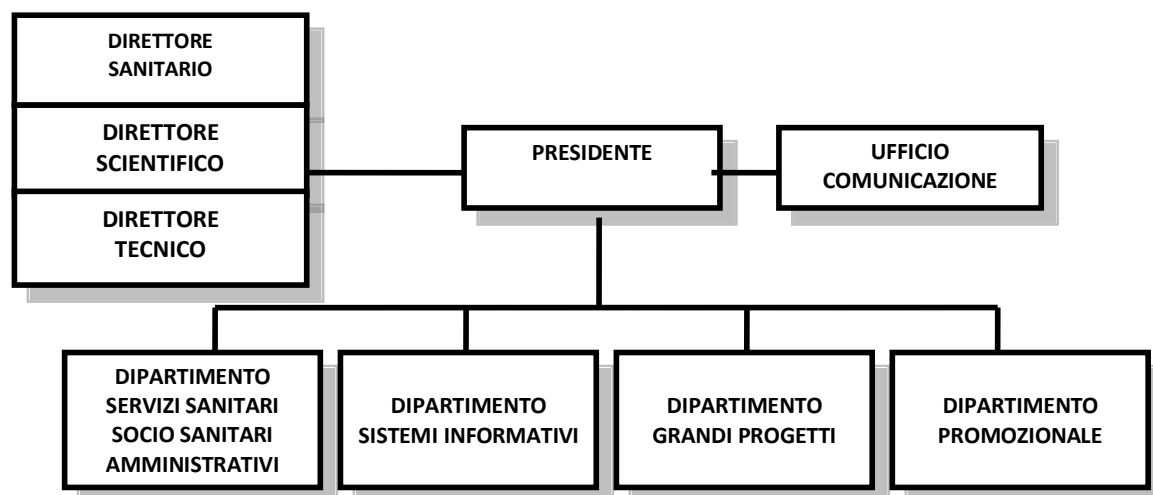 DIRETTORE
SANITARIO
DIRETTORE
SCIENTIFICO
DIRETTORE
TECNICO
PRESIDENTE
UFFICIO
COMUNICAZIONE
DIPARTIMENTO
SERVIZI SANITARI
SOCIO SANITARI
AMMINISTRATIVI
DIPARTIMENTO
SISTEMI INFORMATIVI
DIPARTIMENTO
GRANDI PROGETTI
DIPARTIMENTO
PROMOZIONALE